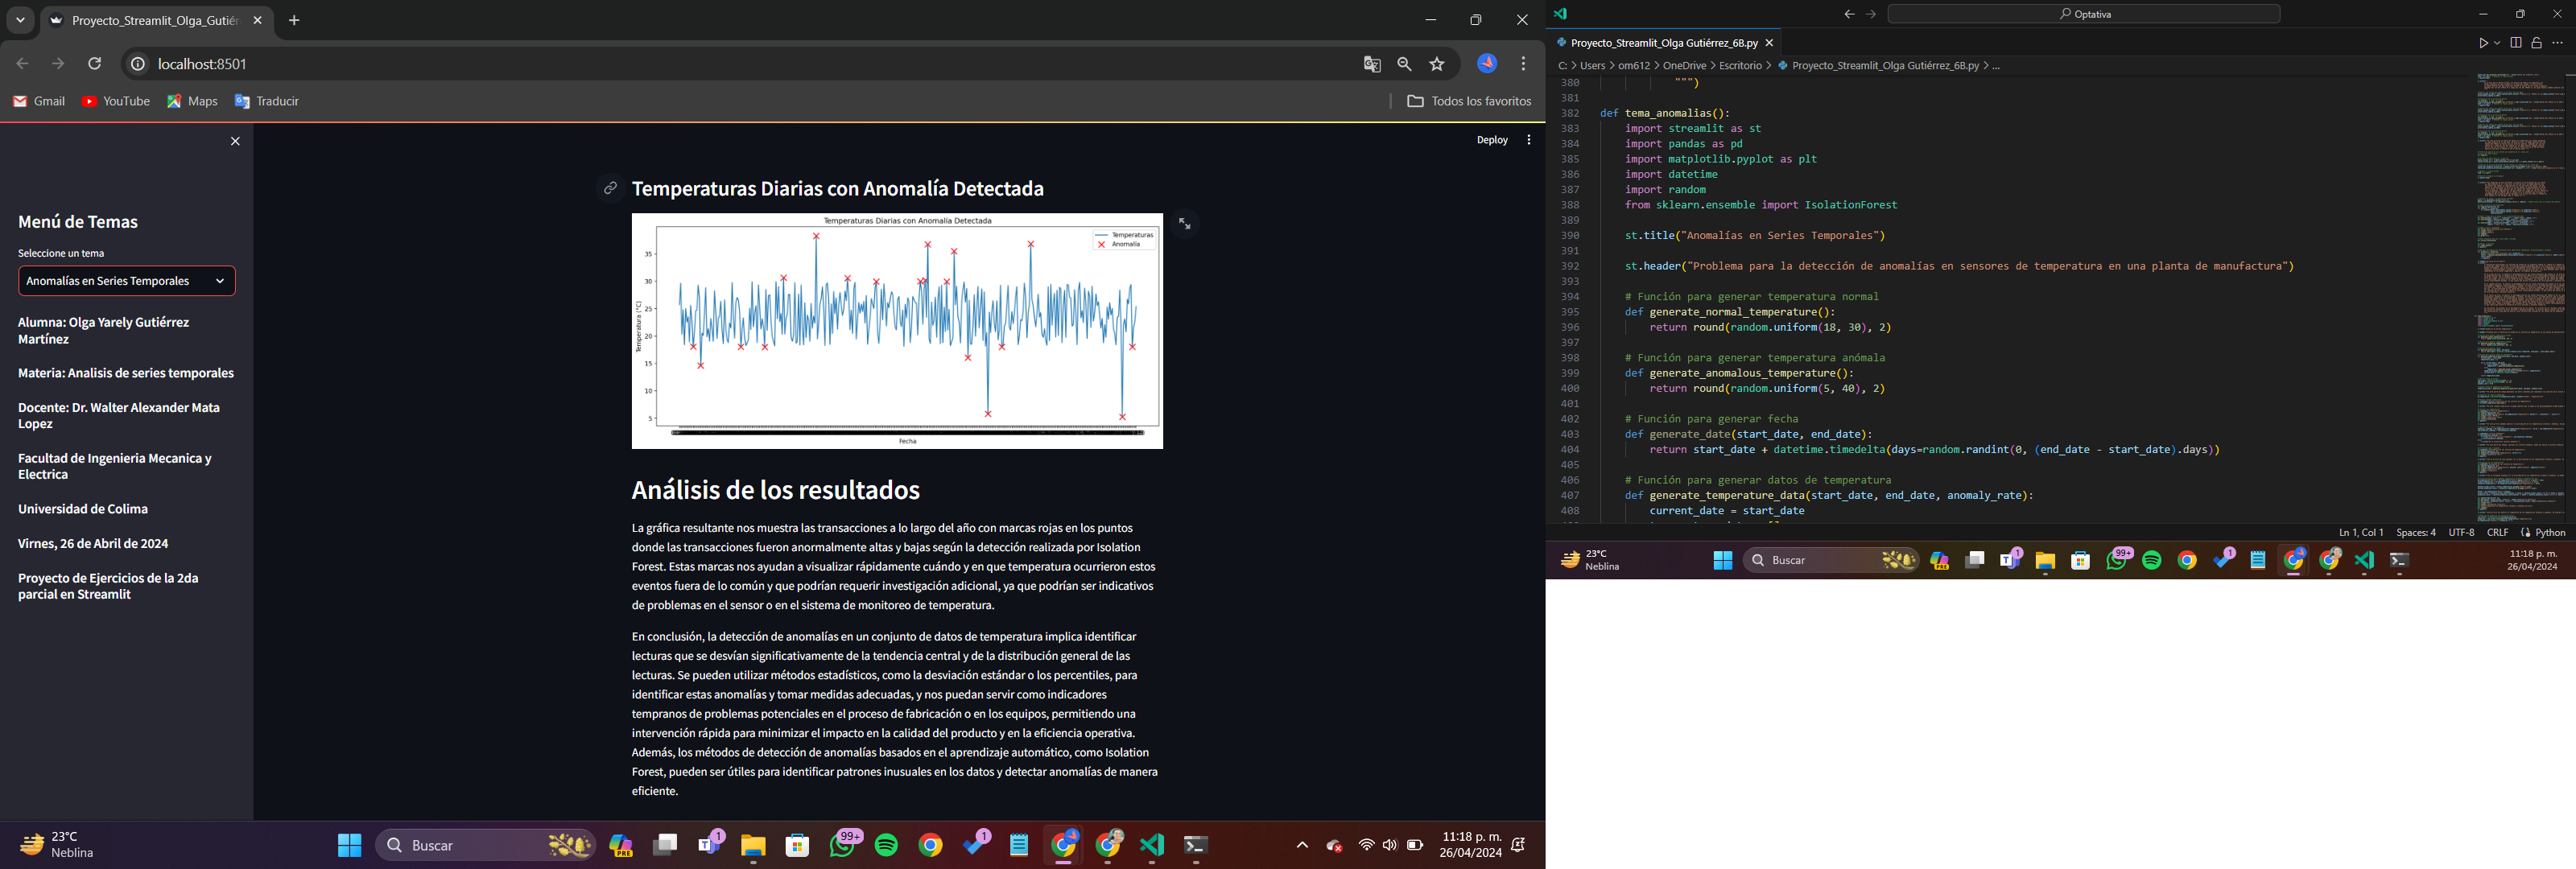 Proyecto_Streamlit_Olga_Gutiér
localhost:8501
Gmail
YouTube
Maps
Traducir
Todos los favoritos
Deploy
Menú de Temas
Seleccione un tema
Anomalías en Series Temporales
Alumna: Olga Yarely Gutiérrez
Martínez
Materia: Analisis de series temporales
Docente: Dr. Walter Alexander Mata
Lopez
Facultad de Ingenieria Mecanica y
Electrica
Universidad de Colima
Virnes, 26 de Abril de 2024
Proyecto de Ejercicios de la 2da
parcial en Streamlit
Temperaturas Diarias con Anomalía Detectada
Temperaturas Diarias con Anomalía Detectada
Temperaturas
Anomalía
Temperatura (°C)
35
30
25
20
15
10
5
Fecha
Análisis de los resultados
La gráfica resultante nos muestra las transacciones a lo largo del año con marcas rojas en los puntos
donde las transacciones fueron anormalmente altas y bajas según la detección realizada por Isolation
Forest. Estas marcas nos ayudan a visualizar rápidamente cuándo y en que temperatura ocurrieron estos
eventos fuera de lo común y que podrían requerir investigación adicional, ya que podrían ser indicativos
de problemas en el sensor o en el sistema de monitoreo de temperatura.
En conclusión, la detección de anomalías en un conjunto de datos de temperatura implica identificar
lecturas que se desvían significativamente de la tendencia central y de la distribución general de las
lecturas. Se pueden utilizar métodos estadísticos, como la desviación estándar o los percentiles, para
identificar estas anomalías y tomar medidas adecuadas, y nos puedan servir como indicadores
tempranos de problemas potenciales en el proceso de fabricación o en los equipos, permitiendo una
intervención rápida para minimizar el impacto en la calidad del producto y en la eficiencia operativa.
Además, los métodos de detección de anomalías basados en el aprendizaje automático, como Isolation
Forest, pueden ser útiles para identificar patrones inusuales en los datos y detectar anomalías de manera
eficiente.
23°C
Neblina
Buscar
PRE
1
99+
1
11:18 p. m.
26/04/2024
Optativa
Proyecto_Streamlit_Olga Gutiérrez_6B.py
C: > Users > om612 > OneDrive > Escritorio > Proyecto_Streamlit_Olga Gutiérrez_6B.py > ...
380 """)
381
382 def tema_anomalias():
383 import streamlit as st
384 import pandas as pd
385 import matplotlib.pyplot as plt
386 import datetime
387 import random
388 from sklearn.ensemble import IsolationForest
389
390 st.title("Anomalías en Series Temporales")
391
392 st.header("Problema para la detección de anomalías en sensores de temperatura en una planta de manufactura")
393
394 # Función para generar temperatura normal
395 def generate_normal_temperature():
396 return round(random.uniform(18, 30), 2)
397
398 # Función para generar temperatura anómala
399 def generate_anomalous_temperature():
400 return round(random.uniform(5, 40), 2)
401
402 # Función para generar fecha
403 def generate_date(start_date, end_date):
404 return start_date + datetime.timedelta(days=random.randint(0, (end_date - start_date).days))
405
406 # Función para generar datos de temperatura
407 def generate_temperature_data(start_date, end_date, anomaly_rate):
408 current_date = start_date
Ln 1, Col 1
Spaces: 4
UTF-8
CRLF
Python
23°C
Neblina
Buscar
PRE
1
99+
1
11:18 p. m.
26/04/2024